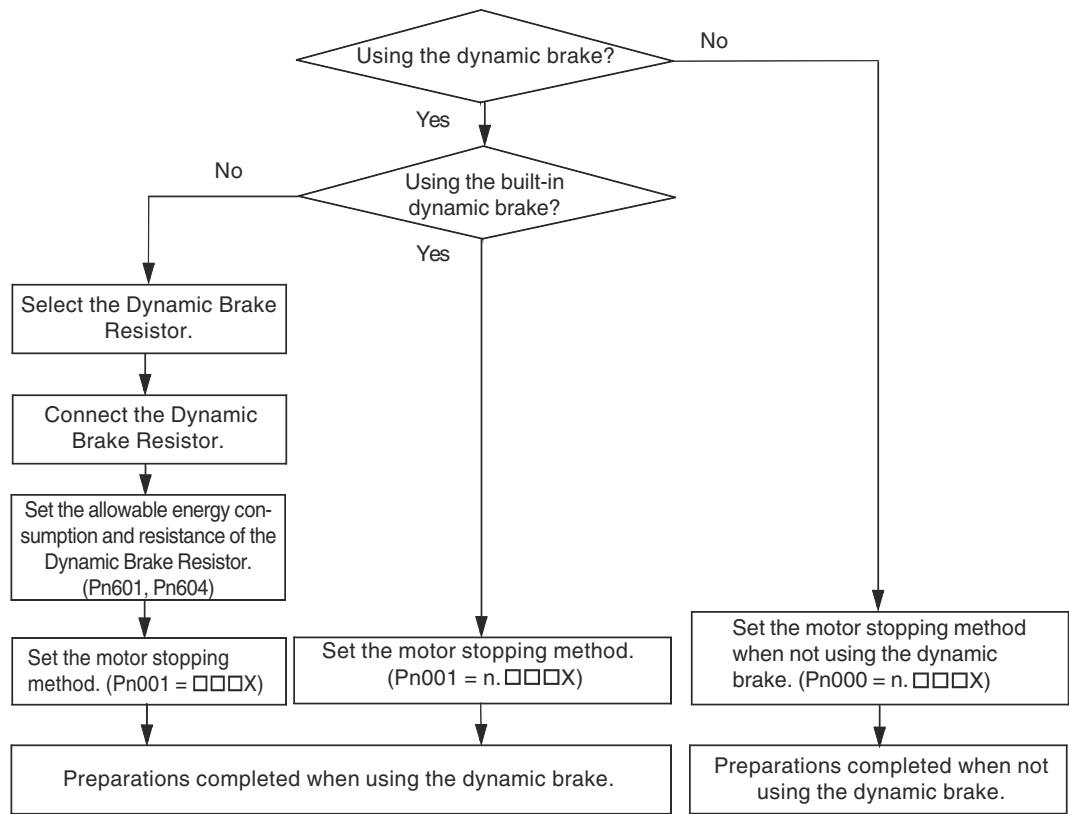 Using the dynamic brake?
No
Yes
Using the built-in
dynamic brake?
No
Yes
Select the Dynamic Brake
Resistor.
Connect the Dynamic
Brake Resistor.
Set the allowable energy con-
sumption and resistance of the
Dynamic Brake Resistor.
(Pn601, Pn604)
Set the motor stopping
method. (Pn001 = □□□X)
Set the motor stopping method.
(Pn001 = n.□□□X)
Set the motor stopping method
when not using the dynamic
brake. (Pn000 = n.□□□X)
Preparations completed when using the dynamic brake.
Preparations completed when not
using the dynamic brake.